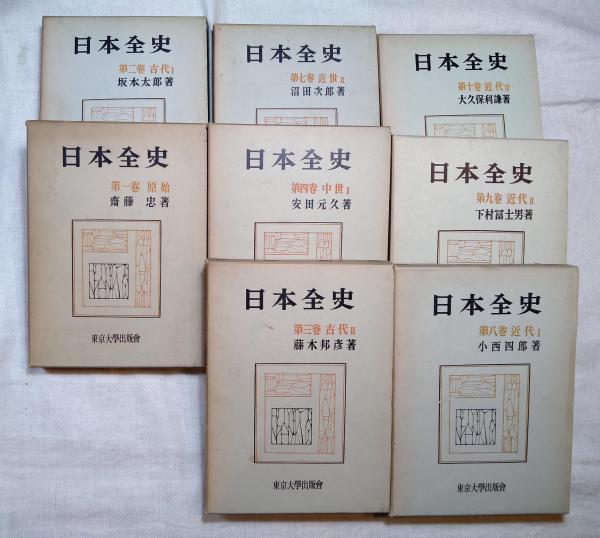 日本全史
第二巻 古代I
坂本太郎著
日本全史
第七巻 近世II
沼田次郎著
日本全史
第十巻 近代III
大久保利謙著
日本全史
第一巻 原始
齋藤 忠著
東京大學出版會
日本全史
第四巻 中世I
安田元久著
日本全史
第九巻 近代II
下村冨士男著
日本全史
第三巻 古代II
藤木邦彦著
東京大學出版會
日本全史
第八巻 近代I
小西四郎著
東京大學出版會